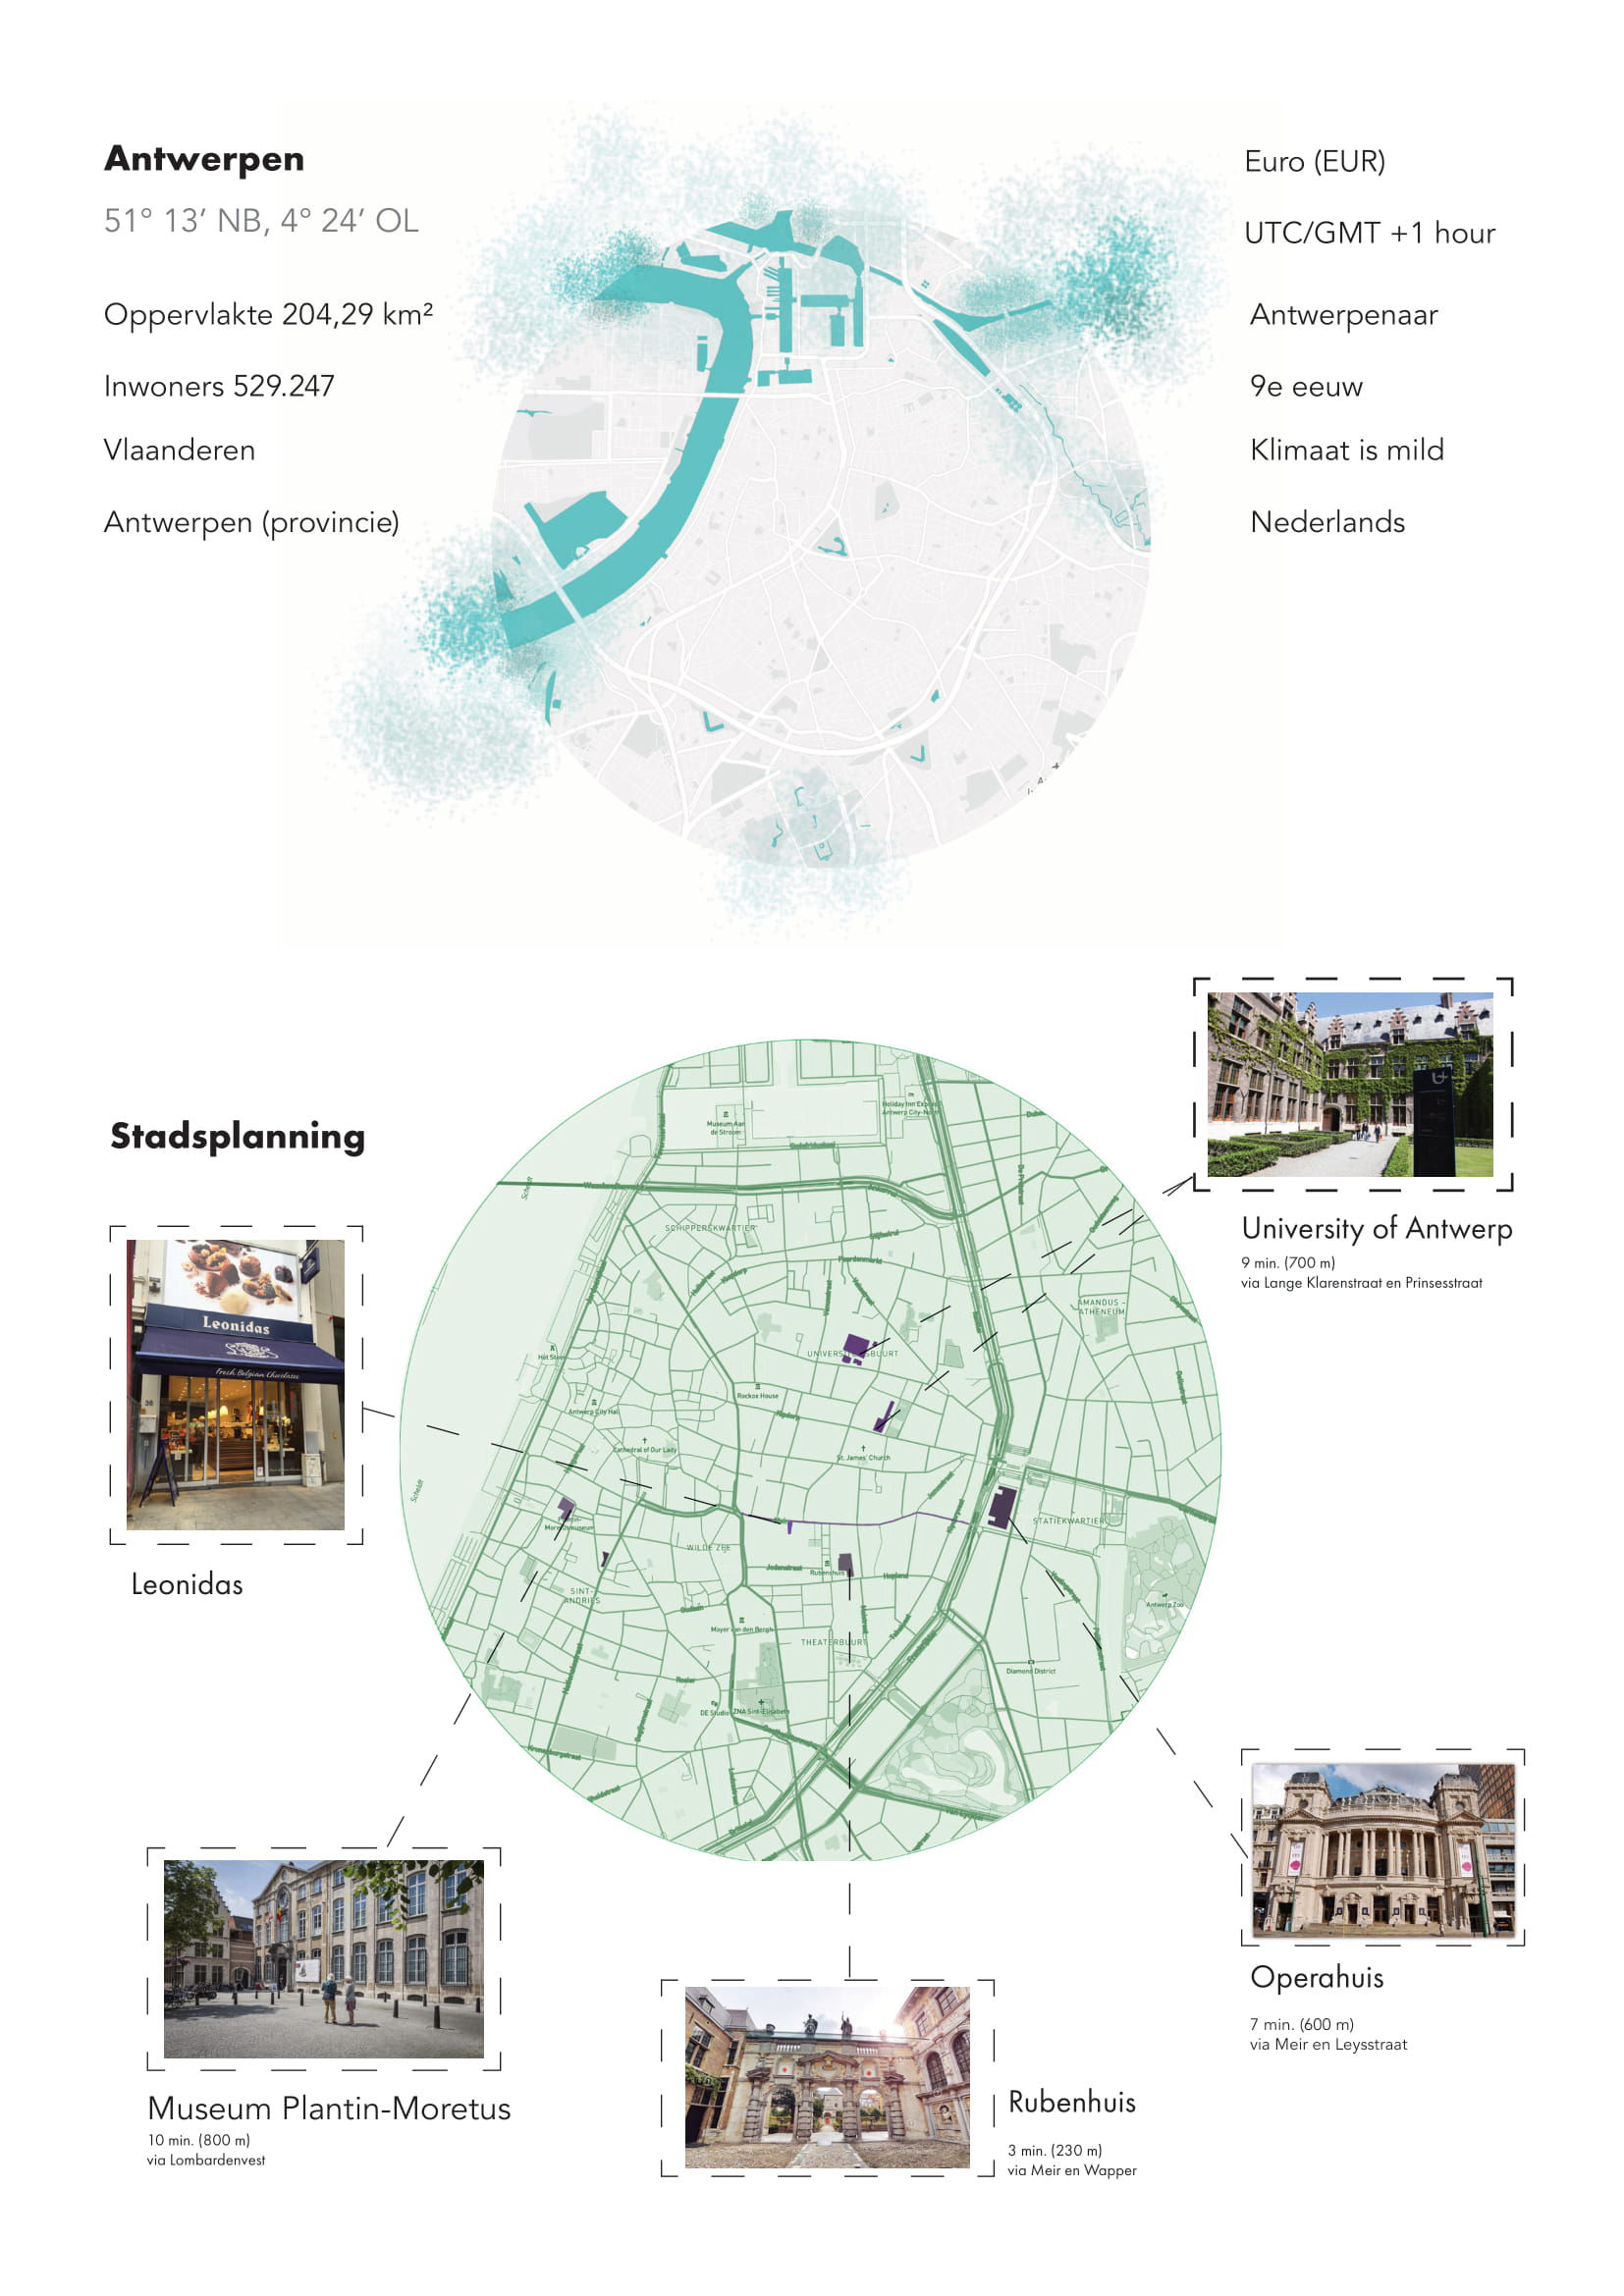 Antwerpen
51° 13’ NB, 4° 24’ OL
Oppervlakte 204,29 km²
Inwoners 529.247
Vlaanderen
Antwerpen (provincie)
Euro (EUR)
UTC/GMT +1 hour
Antwerpenaar
9e eeuw
Klimaat is mild
Nederlands
Stadsplanning
Leonidas
Fresh Belgian Chocolates
Leonidas
University of Antwerp
9 min. (700 m)
via Lange Klarenstraat en Prinsesstraat
Museum Aan
de Stroom
Holiday Inn Express
Antwerp City-North
Scheldt
SCHIPPERSKWARTIER
Paardenmarkt
AMANDUS -
ATHENEUM
UNIVERSITEITSBUURT
Het Steen
Rockox House
Antwerp City Hall
Cathedral of Our Lady
St. James' Church
Scheldt
STATIEKWARTIER
WILDE ZEE
Jodenstraat
Rubenshuis
Hopland
SINT-
ANDRIES
Antwerp Zoo
Mayer van den Bergh
THEATERBUURT
Diamond District
DE Studio
ZNA Sint-Elisabeth
Operahuis
7 min. (600 m)
via Meir en Leysstraat
Museum Plantin-Moretus
10 min. (800 m)
via Lombardenvest
Rubenhuis
3 min. (230 m)
via Meir en Wapper